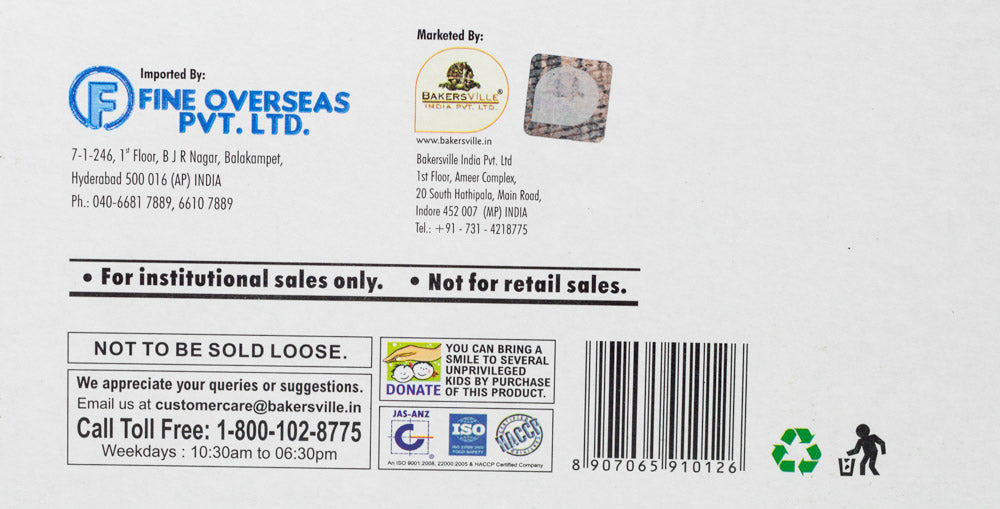 Imported By:
F FINE OVERSEAS
PVT. LTD.
7-1-246, 1st Floor, B J R Nagar, Balakampet,
Hyderabad 500 016 (AP) INDIA
Ph.: 040-6681 7889, 6610 7889
Marketed By:
BAKERSVILLE®
INDIA PVT. LTD.
www.bakersville.in
Bakersville India Pvt. Ltd
1st Floor, Ameer Complex,
20 South Hathipala, Main Road,
Indore 452 007 (MP) INDIA
Tel.: +91 - 731 - 4218775
• For institutional sales only. • Not for retail sales.
NOT TO BE SOLD LOOSE.
We appreciate your queries or suggestions.
Email us at customercare@bakersville.in
Call Toll Free: 1-800-102-8775
Weekdays : 10:30am to 06:30pm
YOU CAN BRING A
SMILE TO SEVERAL
UNPRIVILEGED
KIDS BY PURCHASE
OF THIS PRODUCT.
DONATE
JAS-ANZ
ISO
ISO 22000:2005
FOOD SAFETY
CERTIFIED
HACCP
An ISO 9001:2008, 22000:2005 & HACCP Certified Company
8 907065 910126